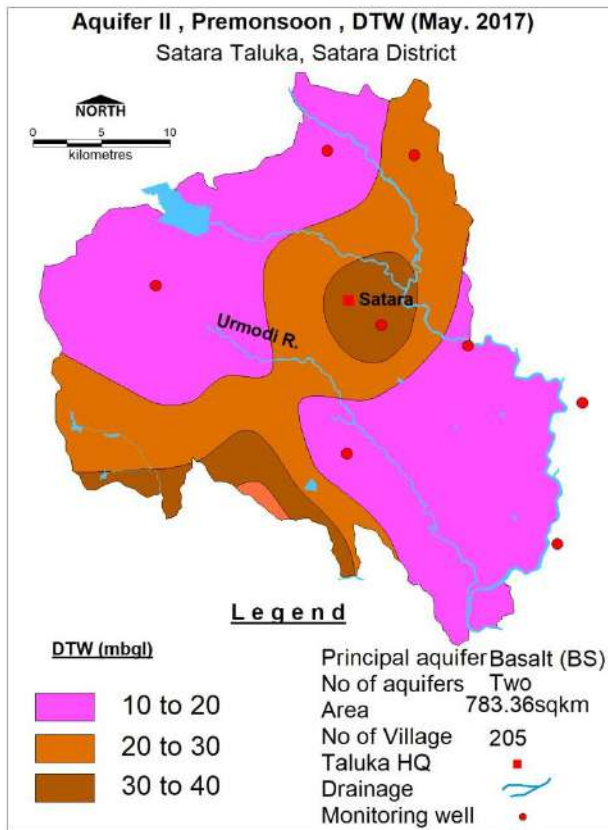 Aquifer II , Premonsoon , DTW (May. 2017)
Satara Taluka, Satara District
NORTH
0 5 10
kilometres
Satara
Urmodi R.
Legend
DTW (mbgl)
10 to 20
20 to 30
30 to 40
Principal aquifer Basalt (BS)
No of aquifers Two
Area 783.36sqkm
No of Village 205
Taluka HQ
Drainage
Monitoring well